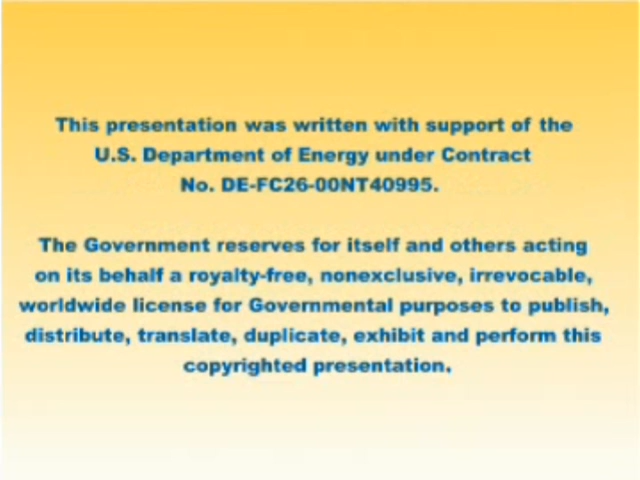 This presentation was written with support of the
U.S. Department of Energy under Contract
No. DE-FC26-00NT40995.
The Government reserves for itself and others acting
on its behalf a royalty-free, nonexclusive, irrevocable,
worldwide license for Governmental purposes to publish,
distribute, translate, duplicate, exhibit and perform this
copyrighted presentation.